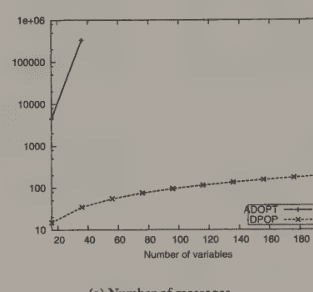 1e+06
100000
10000
1000
100
10
20 40 60 80 100 120 140 160 180
ADOPT
DPOP
Number of variables
(a) Number of messages